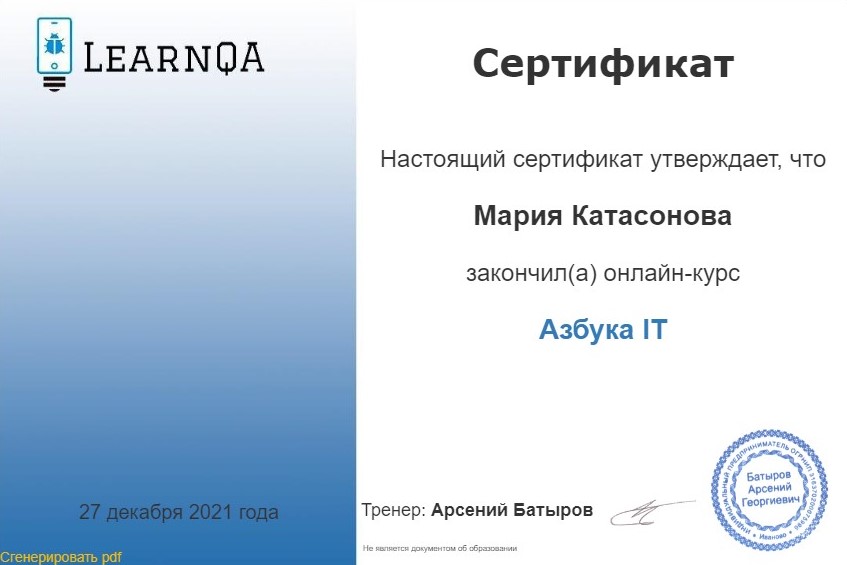 LEARNQA
Сертификат
Настоящий сертификат утверждает, что
Мария Катасонова
закончил(а) онлайн-курс
Азбука IT
27 декабря 2021 года
Тренер: Арсений Батыров
ИНДИВИДУАЛЬНЫЙ ПРЕДПРИНИМАТЕЛЬ ОГРНИП
Батыров
Арсений
Георгиевич
Иваново
Не является документом об образовании
Сгенерировать pdf